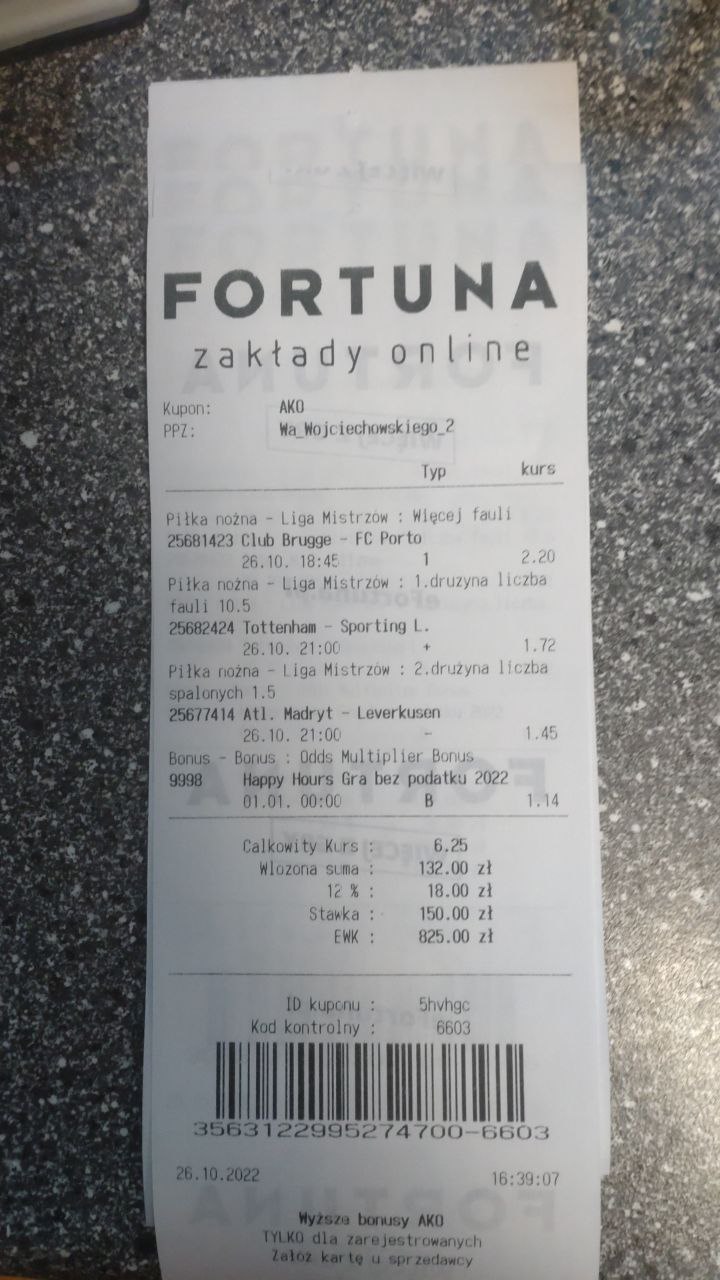 FORTUNA
zakłady online
Kupon: AKO
PPZ: Wa_Wojciechowskiego_2
Typ kurs
Piłka nożna - Liga Mistrzów : Więcej fauli
25681423 Club Brugge - FC Porto
26.10. 18:45 1 2.20
Piłka nożna - Liga Mistrzów : 1.drużyna liczba
fauli 10.5
25682424 Tottenham - Sporting L.
26.10. 21:00 + 1.72
Piłka nożna - Liga Mistrzów : 2.drużyna liczba
spalonych 1.5
25677414 Atl. Madryt - Leverkusen
26.10. 21:00 - 1.45
Bonus - Bonus : Odds Multiplier Bonus
9998 Happy Hours Gra bez podatku 2022
01.01. 00:00 B 1.14
Calkowity Kurs : 6.25
Wlozona suma : 132.00 zł
12 % : 18.00 zł
Stawka : 150.00 zł
EWK : 825.00 zł
ID kuponu : 5hvhgc
Kod kontrolny : 6603
3563122995274700-6603
26.10.2022 16:39:07
Wyższe bonusy AKO
TYLKO dla zarejestrowanych
Załóż kartę u sprzedawcy